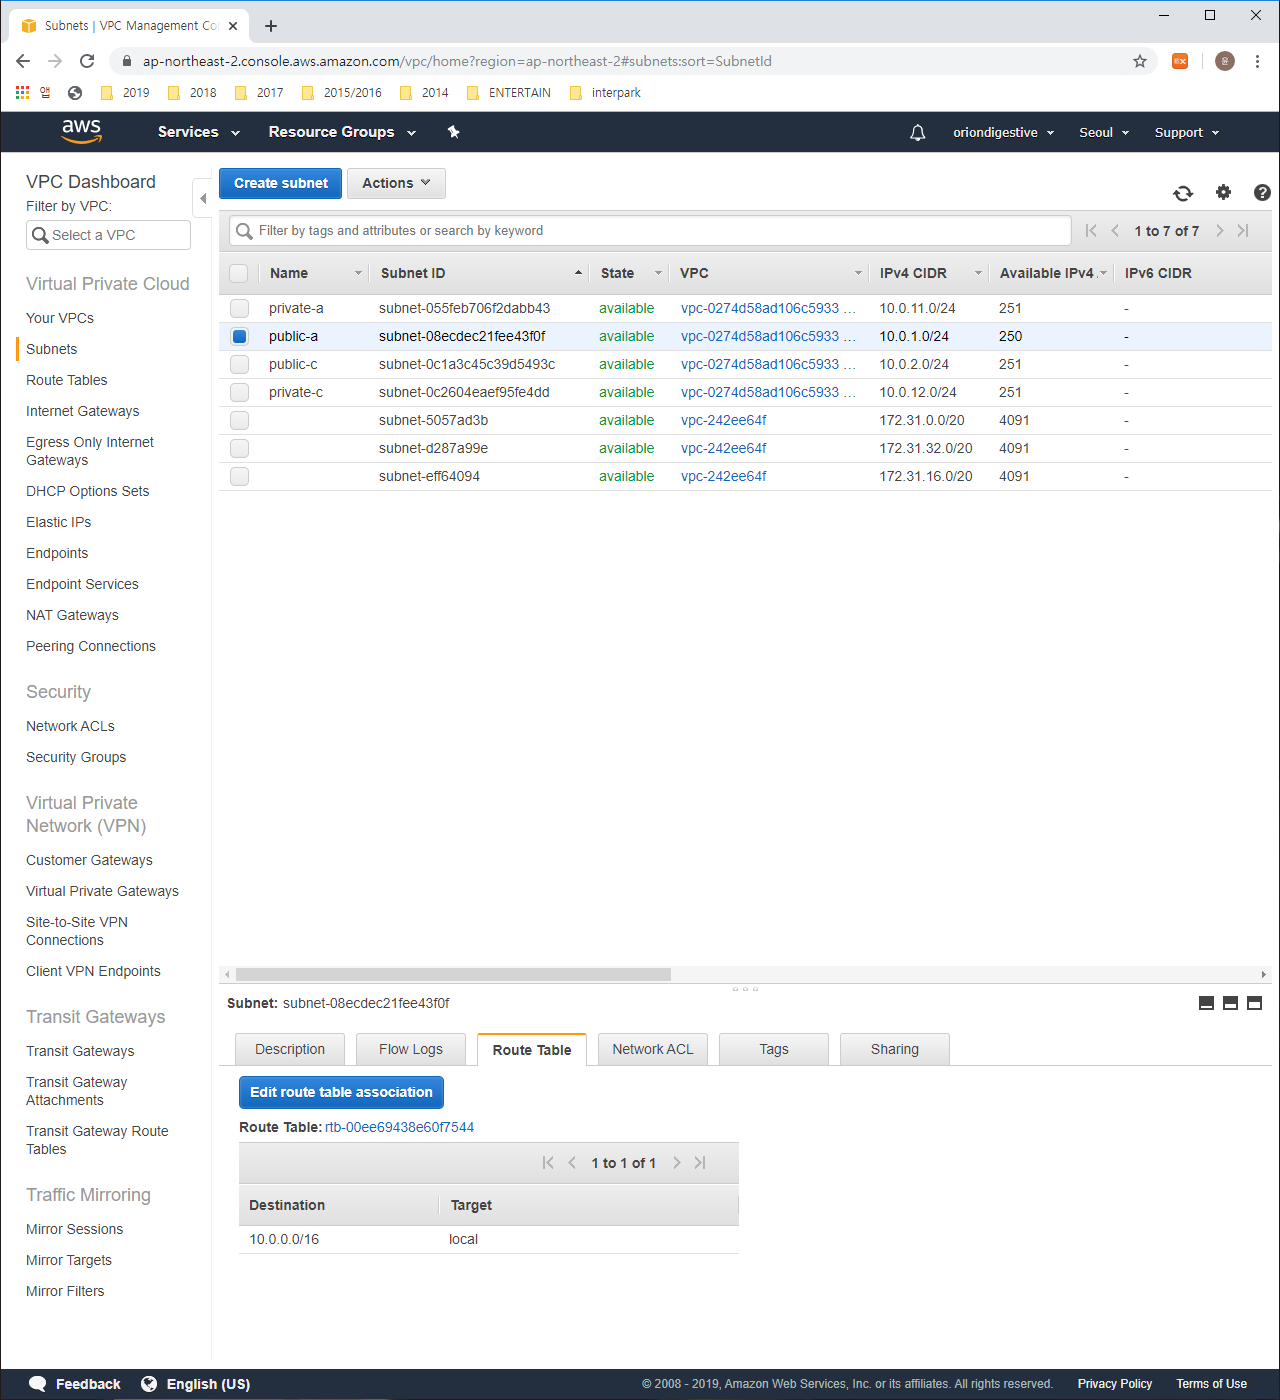 Subnets | VPC Management Co
ap-northeast-2.console.aws.amazon.com/vpc/home?region=ap-northeast-2#subnets:sort=SubnetId
앱 2019 2018 2017 2015/2016 2014 ENTERTAIN interpark
aws Services Resource Groups oriondigestive Seoul Support
VPC Dashboard
Filter by VPC:
Select a VPC
Virtual Private Cloud
Your VPCs
Subnets
Route Tables
Internet Gateways
Egress Only Internet
Gateways
DHCP Options Sets
Elastic IPs
Endpoints
Endpoint Services
NAT Gateways
Peering Connections
Security
Network ACLs
Security Groups
Virtual Private
Network (VPN)
Customer Gateways
Virtual Private Gateways
Site-to-Site VPN
Connections
Client VPN Endpoints
Transit Gateways
Transit Gateways
Transit Gateway
Attachments
Transit Gateway Route
Tables
Traffic Mirroring
Mirror Sessions
Mirror Targets
Mirror Filters
Create subnet Actions
Filter by tags and attributes or search by keyword 1 to 7 of 7
Name Subnet ID State VPC IPv4 CIDR Available IPv4 . IPv6 CIDR
private-a subnet-055feb706f2dabb43 available vpc-0274d58ad106c5933 ... 10.0.11.0/24 251 -
public-a subnet-08ecdec21fee43f0f available vpc-0274d58ad106c5933 ... 10.0.1.0/24 250 -
public-c subnet-0c1a3c45c39d5493c available vpc-0274d58ad106c5933 ... 10.0.2.0/24 251 -
private-c subnet-0c2604eaef95fe4dd available vpc-0274d58ad106c5933 ... 10.0.12.0/24 251 -
subnet-5057ad3b available vpc-242ee64f 172.31.0.0/20 4091 -
subnet-d287a99e available vpc-242ee64f 172.31.32.0/20 4091 -
subnet-eff64094 available vpc-242ee64f 172.31.16.0/20 4091 -
Subnet: subnet-08ecdec21fee43f0f
Description Flow Logs Route Table Network ACL Tags Sharing
Edit route table association
Route Table: rtb-00ee69438e60f7544
1 to 1 of 1
Destination Target
10.0.0.0/16 local
Feedback English (US) © 2008 - 2019, Amazon Web Services, Inc. or its affiliates. All rights reserved. Privacy Policy Terms of Use